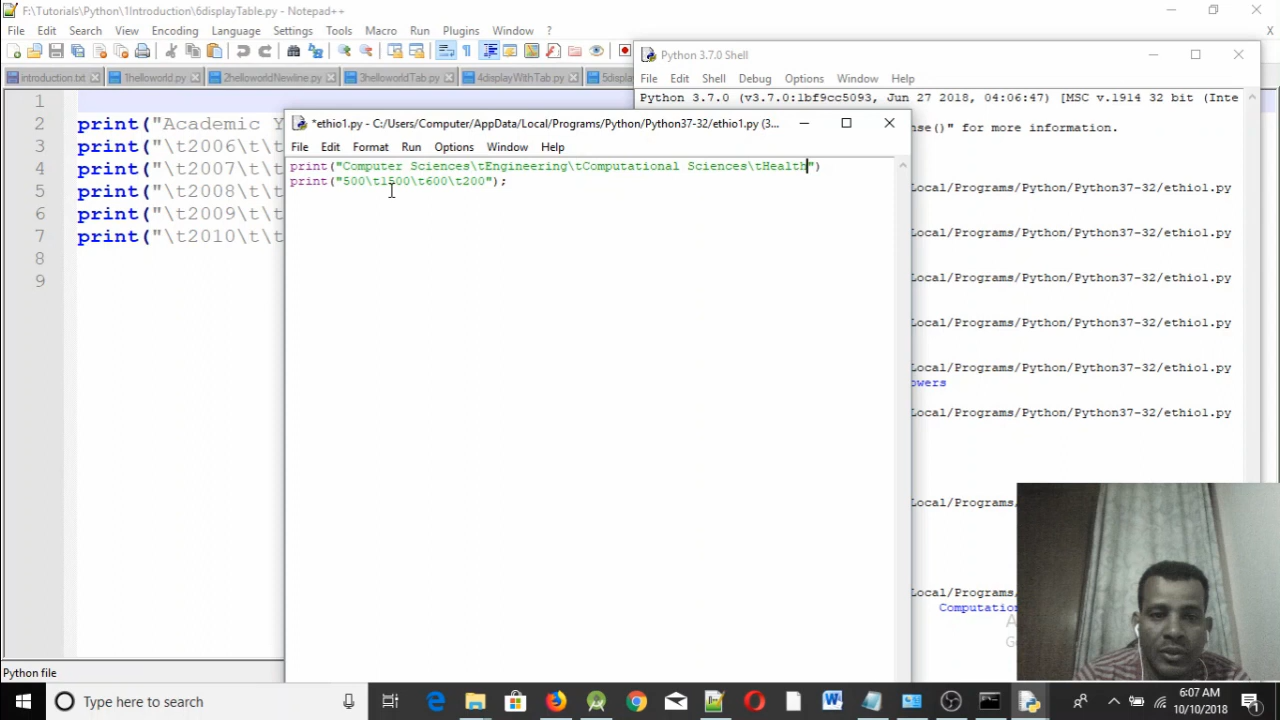 F:\Tutorials\Python\1Introduction\6displayTable.py - Notepad++
File Edit Search View Encoding Language Settings Tools Macro Run Plugins Window ?
X
introduction.txt 1helloworld.py 2helloworldNewline.py 3helloworldTab.py 4displayWithTab.py
1
2 print("Academic Y
3 print("\t2006\t\t
4 print("\t2007\t\t
5 print("\t2008\t\t
6 print("\t2009\t\t
7 print("\t2010\t\t
8
9
Python file
*ethio1.py - C:/Users/Computer/AppData/Local/Programs/Python/Python37-32/ethio1.py (3...
File Edit Format Run Options Window Help
print("Computer Sciences\tEngineering\tComputational Sciences\tHealth")
print("500\t1500\t600\t200");
Python 3.7.0 Shell
File Edit Shell Debug Options Window Help
Python 3.7.0 (v3.7.0:1bf9cc5093, Jun 27 2018, 04:06:47) [MSC v.1914 32 bit (Inte
nse()" for more information.
Local/Programs/Python/Python37-32/ethio1.py
Local/Programs/Python/Python37-32/ethio1.py
Local/Programs/Python/Python37-32/ethio1.py
Local/Programs/Python/Python37-32/ethio1.py
Local/Programs/Python/Python37-32/ethio1.py
owers
Local/Programs/Python/Python37-32/ethio1.py
Local/Programs/
Local/Programs/
Computation
Type here to search
6:07 AM
10/10/2018